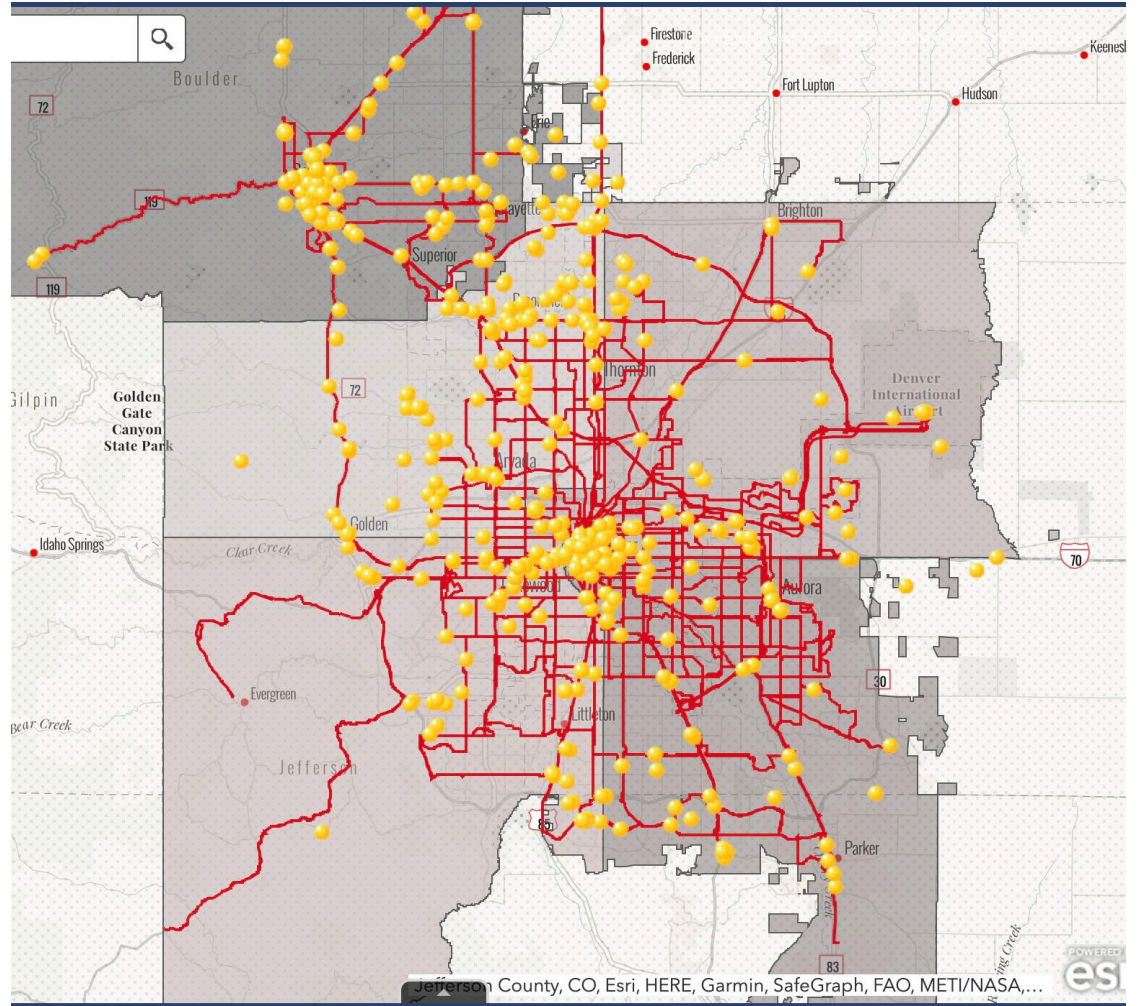 Firestone
Frederick
Boulder
72
Fort Lupton
Hudson
Erie
119
Brighton
Superior
119
Thornton
72
Golden
Gate
Canyon
State Park
Gilpin
Denver
International
Airport
Arvada
Golden
Idaho Springs
Clear Creek
70
Aurora
30
Evergreen
Littleton
Bear Creek
Jefferson
85
Parker
83
POWERED
Jefferson County, CO, Esri, HERE, Garmin, SafeGraph, FAO, METI/NASA,...